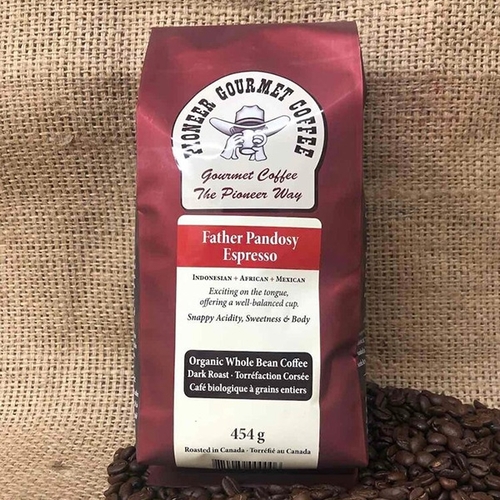 PIONEER GOURMET COFFEE
Gourmet Coffee
The Pioneer Way
Father Pandosy
Espresso
INDONESIAN + AFRICAN + MEXICAN
Exciting on the tongue,
offering a well-balanced cup.
Snappy Acidity, Sweetness & Body
Organic Whole Bean Coffee
Dark Roast · Torréfaction Corsée
Café biologique à grains entiers
454 g
Roasted in Canada · Torréfié au Canada